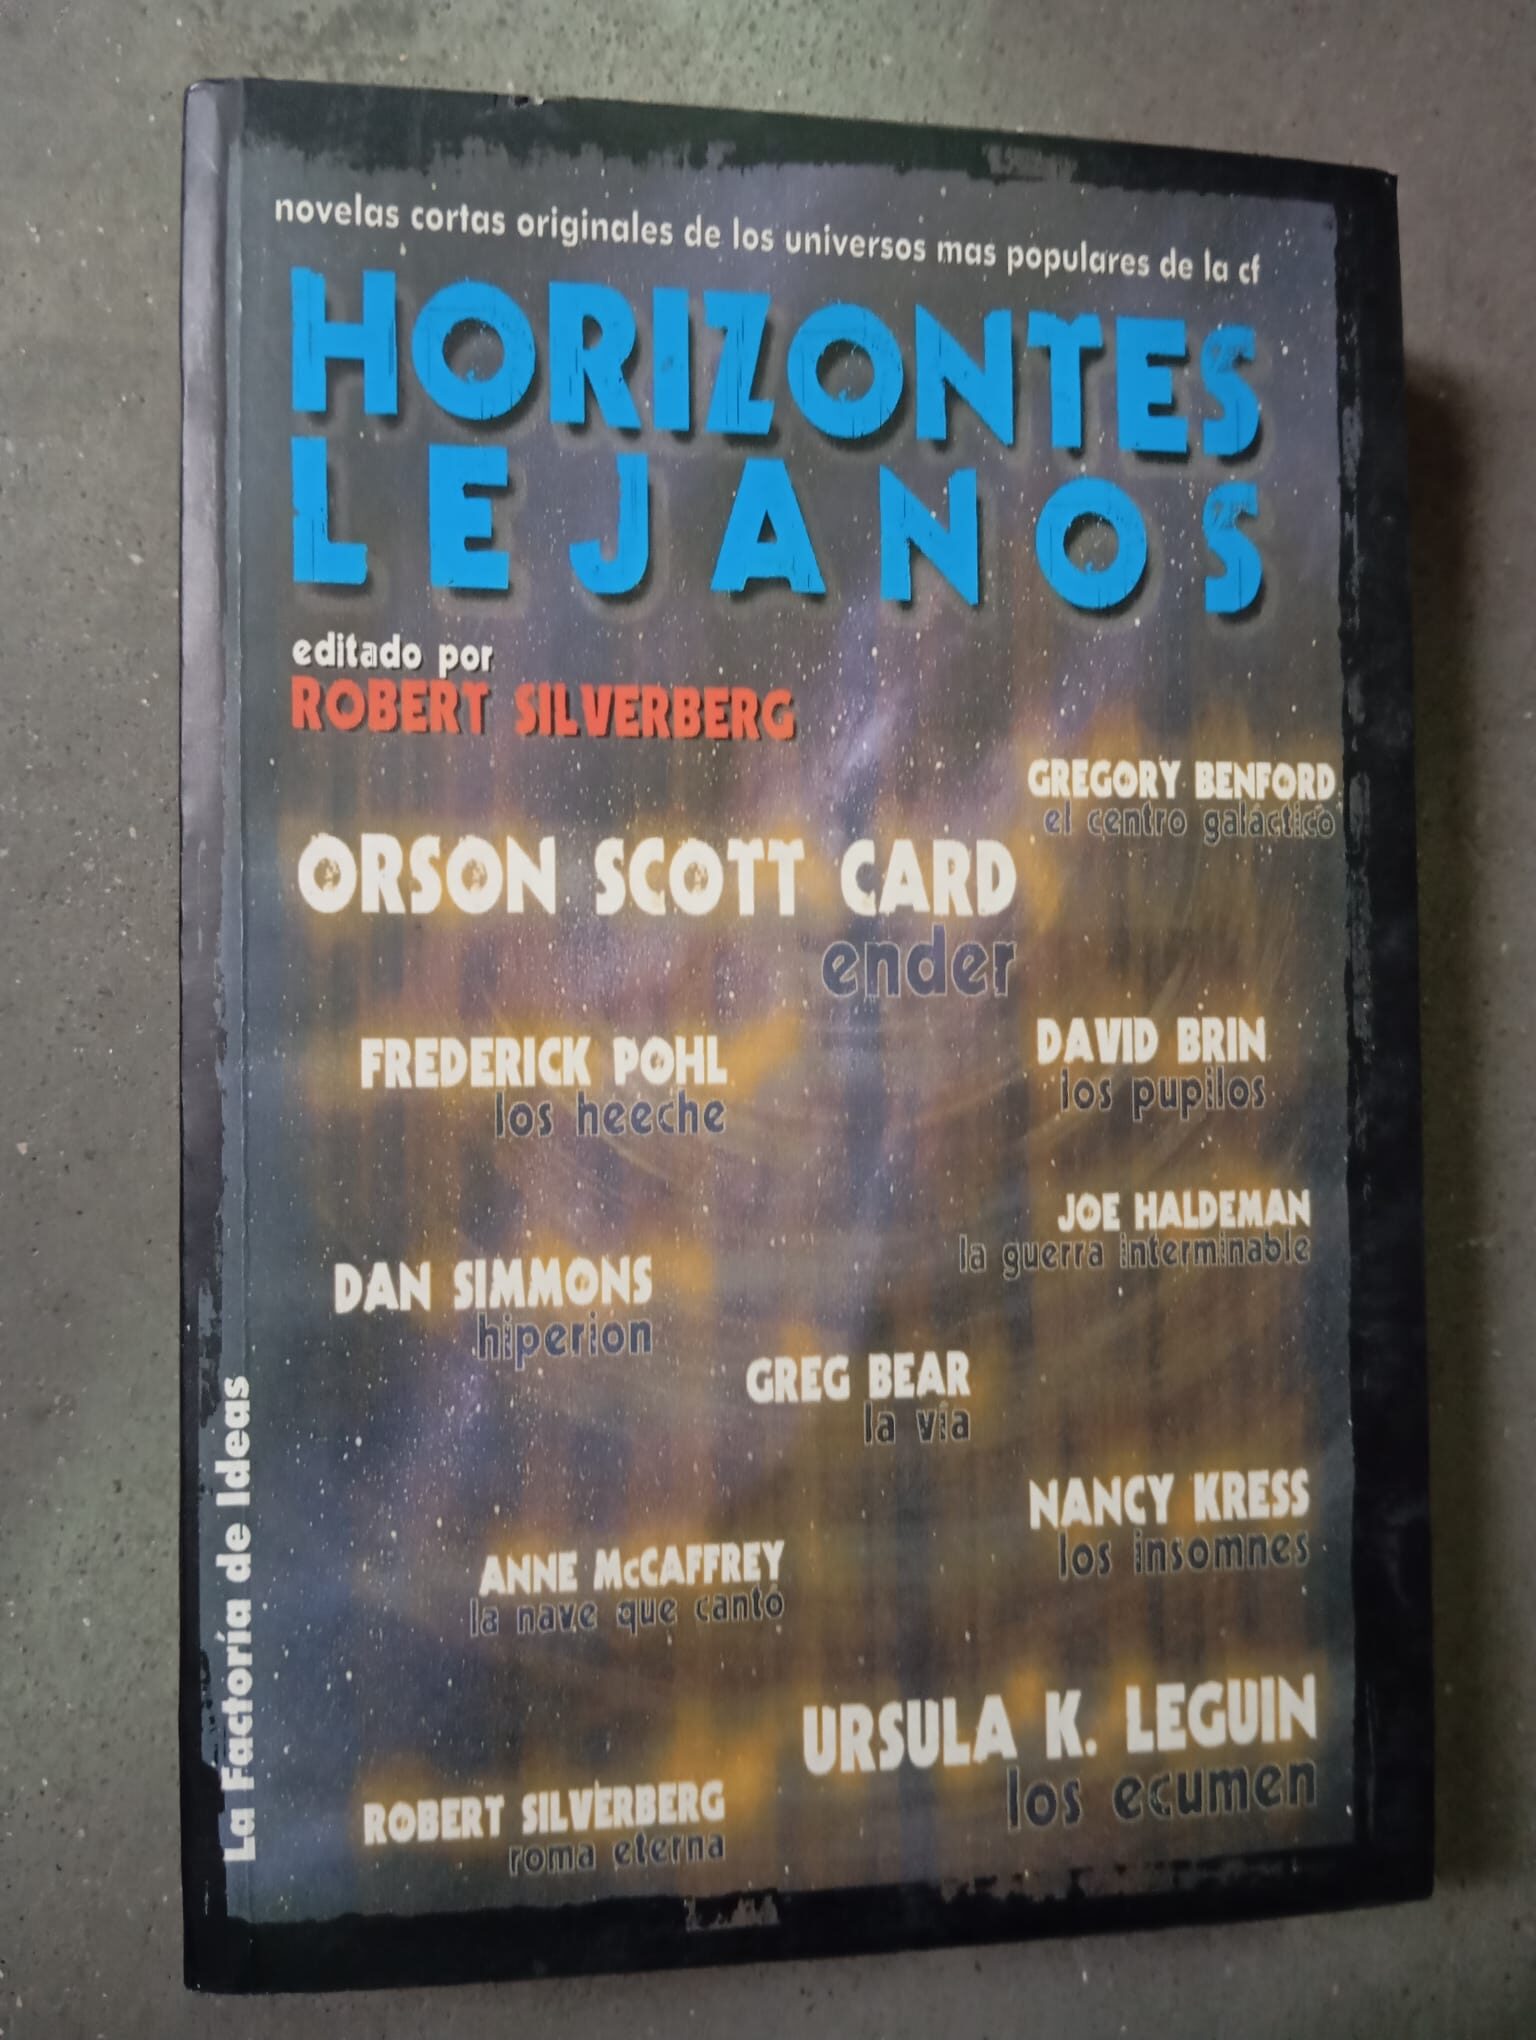 novelas cortas originales de los universos mas populares de la cf
HORIZONTES
LEJANOS
editado por
ROBERT SILVERBERG
GREGORY BENFORD
el centro galáctico
ORSON SCOTT CARD
ender
FREDERICK POHL
los heeche
DAVID BRIN
los pupilos
JOE HALDEMAN
la guerra interminable
DAN SIMMONS
hiperion
GREG BEAR
la vía
NANCY KRESS
los insomnes
ANNE McCAFFREY
la nave que cantó
URSULA K. LEGUIN
los ecumen
ROBERT SILVERBERG
roma eterna
La Factoría de Ideas